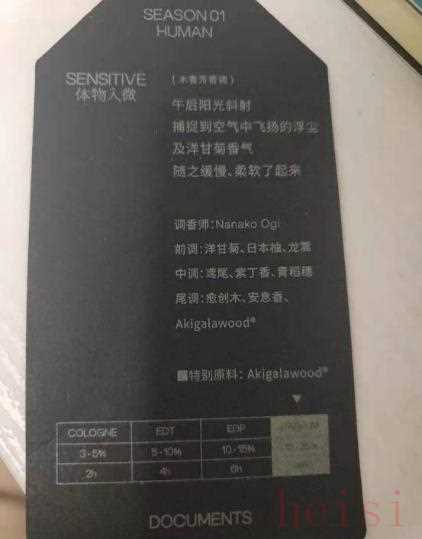 SEASON 01
HUMAN
SENSITIVE
体物入微
(木香芳香调)
午后阳光斜射
捕捉到空气中飞扬的浮尘
及洋甘菊香气
随之缓慢、柔软了起来
调香师:Nanako Ogi
前调:洋甘菊、日本柚、龙蒿
中调:鸢尾、紫丁香、青稻穗
尾调:愈创木、安息香、
Akigalawood®
特别原料: Akigalawood®
COLOGNE EDT EDP
3-5% 5-10% 10-15%
2h 4h 6h
DOCUMENTS
heisi